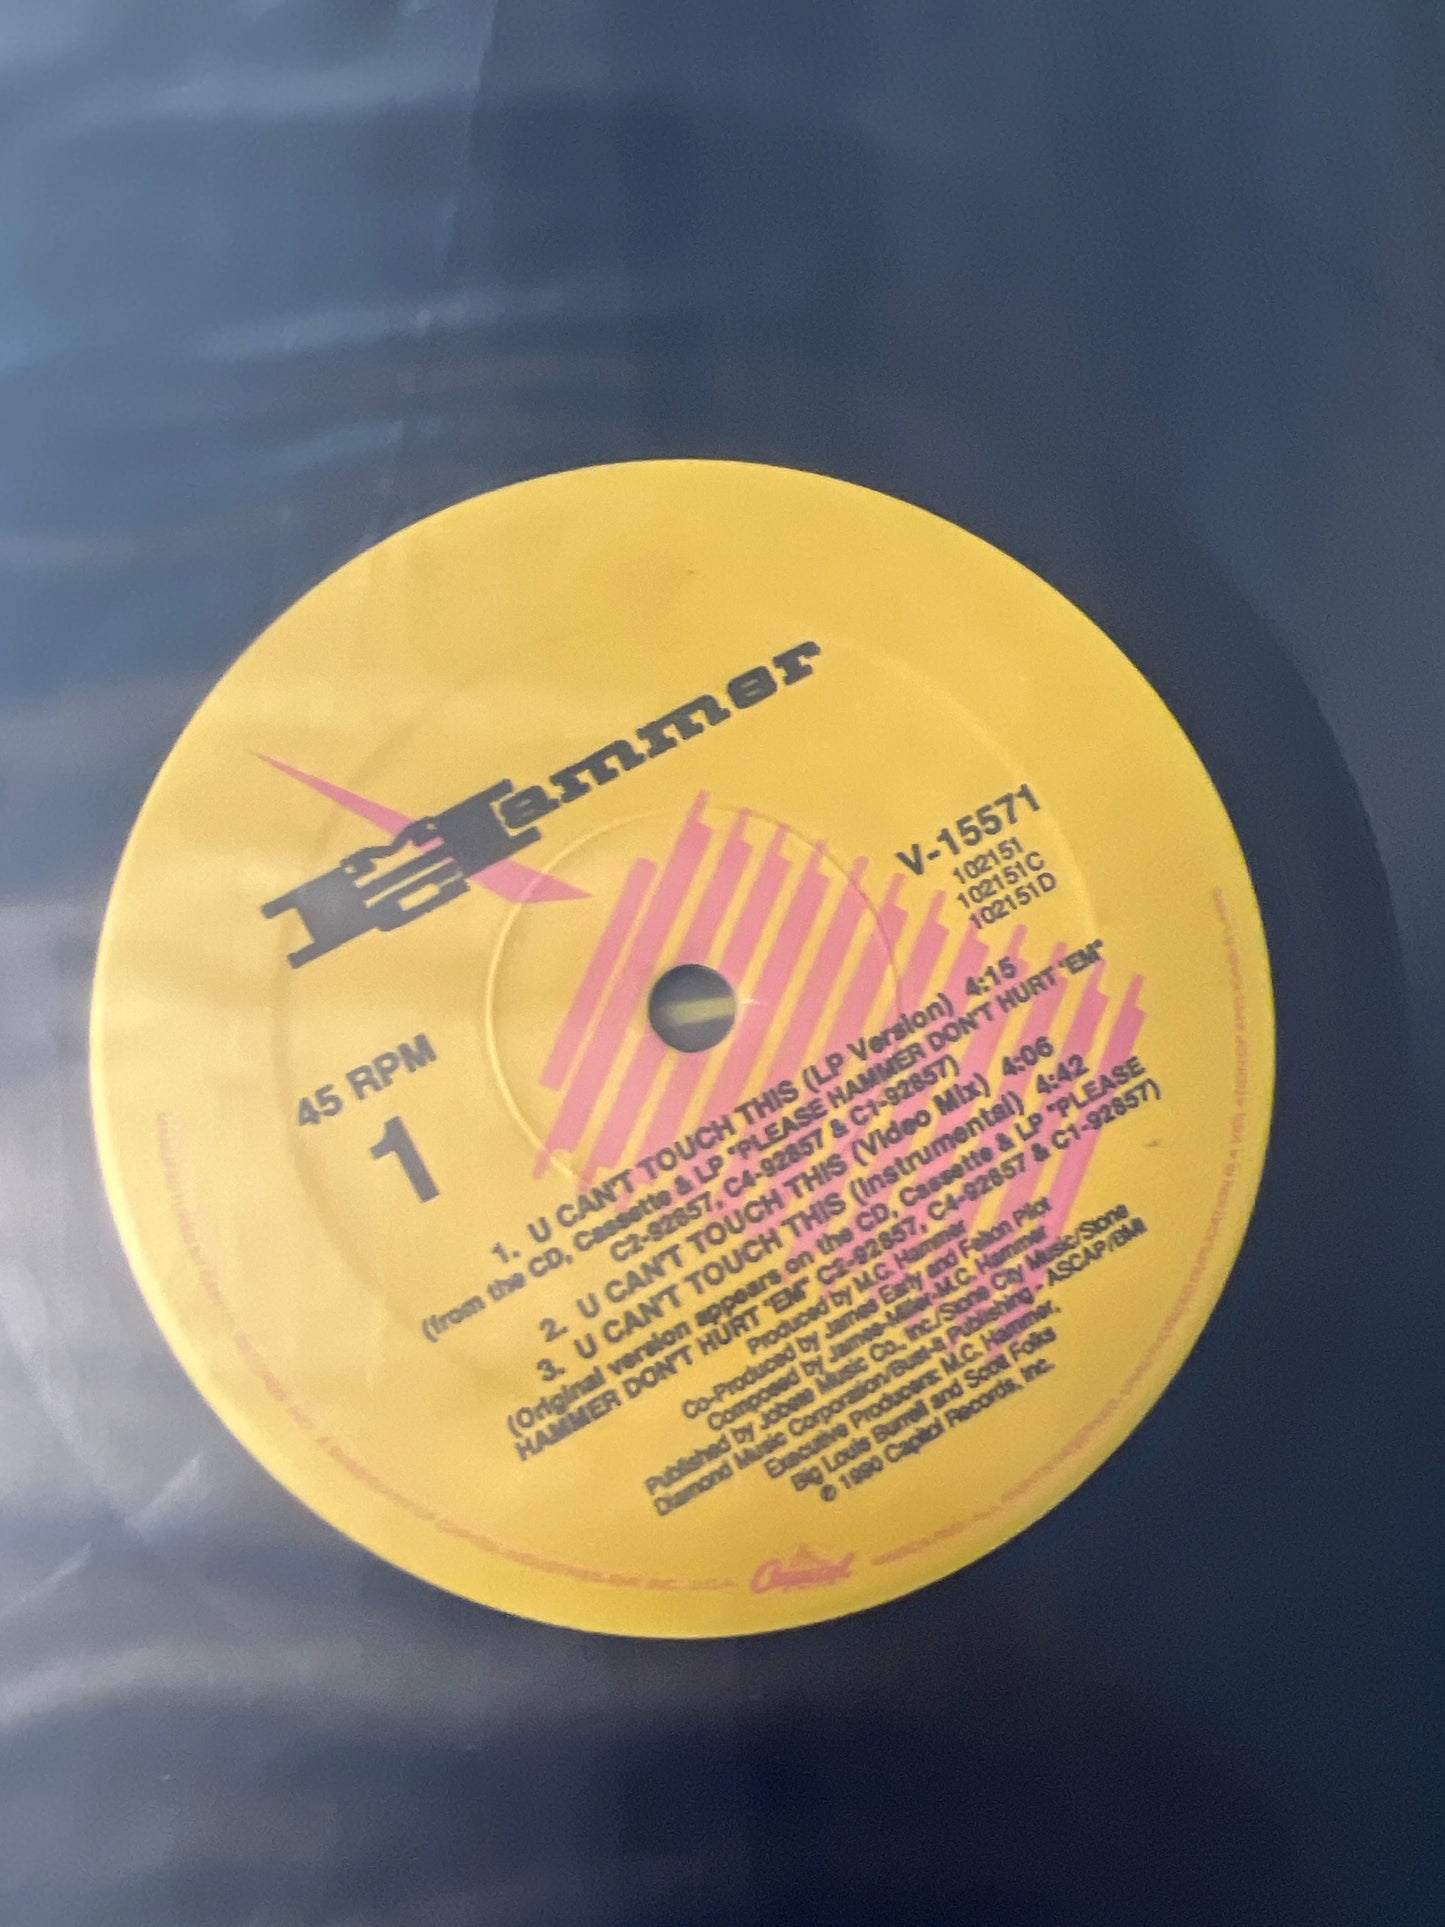 MC Hammer
V-15571
102151
102151C
102151D
45 RPM
1
1. U CAN'T TOUCH THIS (LP Version) 4:15
(from the CD, Cassette & LP "PLEASE HAMMER DON'T HURT 'EM"
C2-92857, C4-92857 & C1-92857)
2. U CAN'T TOUCH THIS (Video Mix) 4:06
3. U CAN'T TOUCH THIS (Instrumental) 4:42
(Original version appears on the CD, Cassette & LP "PLEASE
HAMMER DON'T HURT 'EM" C2-92857, C4-92857 & C1-92857)
Produced by M.C. Hammer
Co-Produced by James Early and Felton Pilot
Composed by James-Miller-M.C. Hammer
Published by Jobete Music Co., Inc./Stone City Music/Stone
Diamond Music Corporation/Bust-It Publishing - ASCAP/BMI
Executive Producers: M.C. Hammer,
Big Louis Burrell and Scott Folks
℗ 1990 Capitol Records, Inc.
Capitol